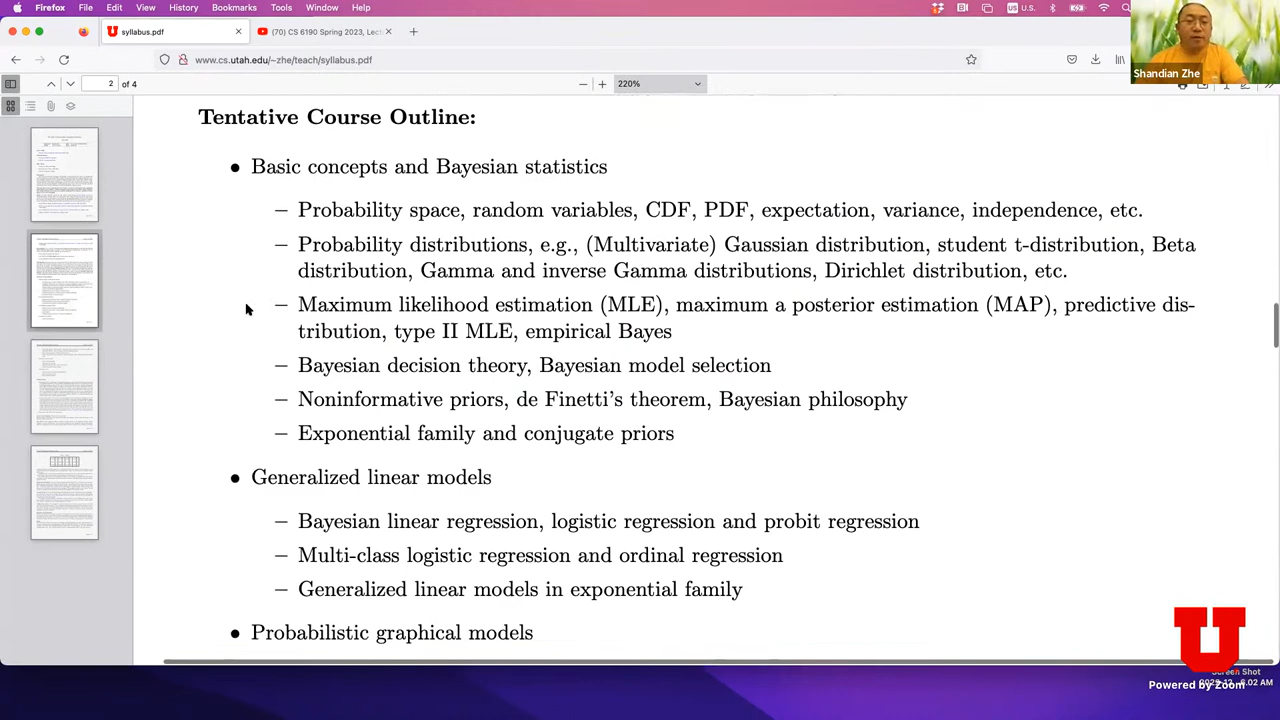 Firefox File Edit View History Bookmarks Tools Window Help
U.S.
syllabus.pdf
(70) CS 6190 Spring 2023, Lect
www.cs.utah.edu/~zhe/teach/syllabus.pdf
Shandian Zhe
2 of 4
220%
Tentative Course Outline:
● Basic concepts and Bayesian statistics
– Probability space, random variables, CDF, PDF, expectation, variance, independence, etc.
– Probability distributions, e.g., (Multivariate) Gaussian distribution, student t-distribution, Beta
distribution, Gamma and inverse Gamma distributions, Dirichlet distribution, etc.
– Maximum likelihood estimation (MLE), maximum a posterior estimation (MAP), predictive dis-
tribution, type II MLE, empirical Bayes
– Bayesian decision theory, Bayesian model selection
– Noninformative priors, de Finetti's theorem, Bayesian philosophy
– Exponential family and conjugate priors
● Generalized linear models
– Bayesian linear regression, logistic regression and probit regression
– Multi-class logistic regression and ordinal regression
– Generalized linear models in exponential family
● Probabilistic graphical models
U
Screen Shot
Powered by Zoom